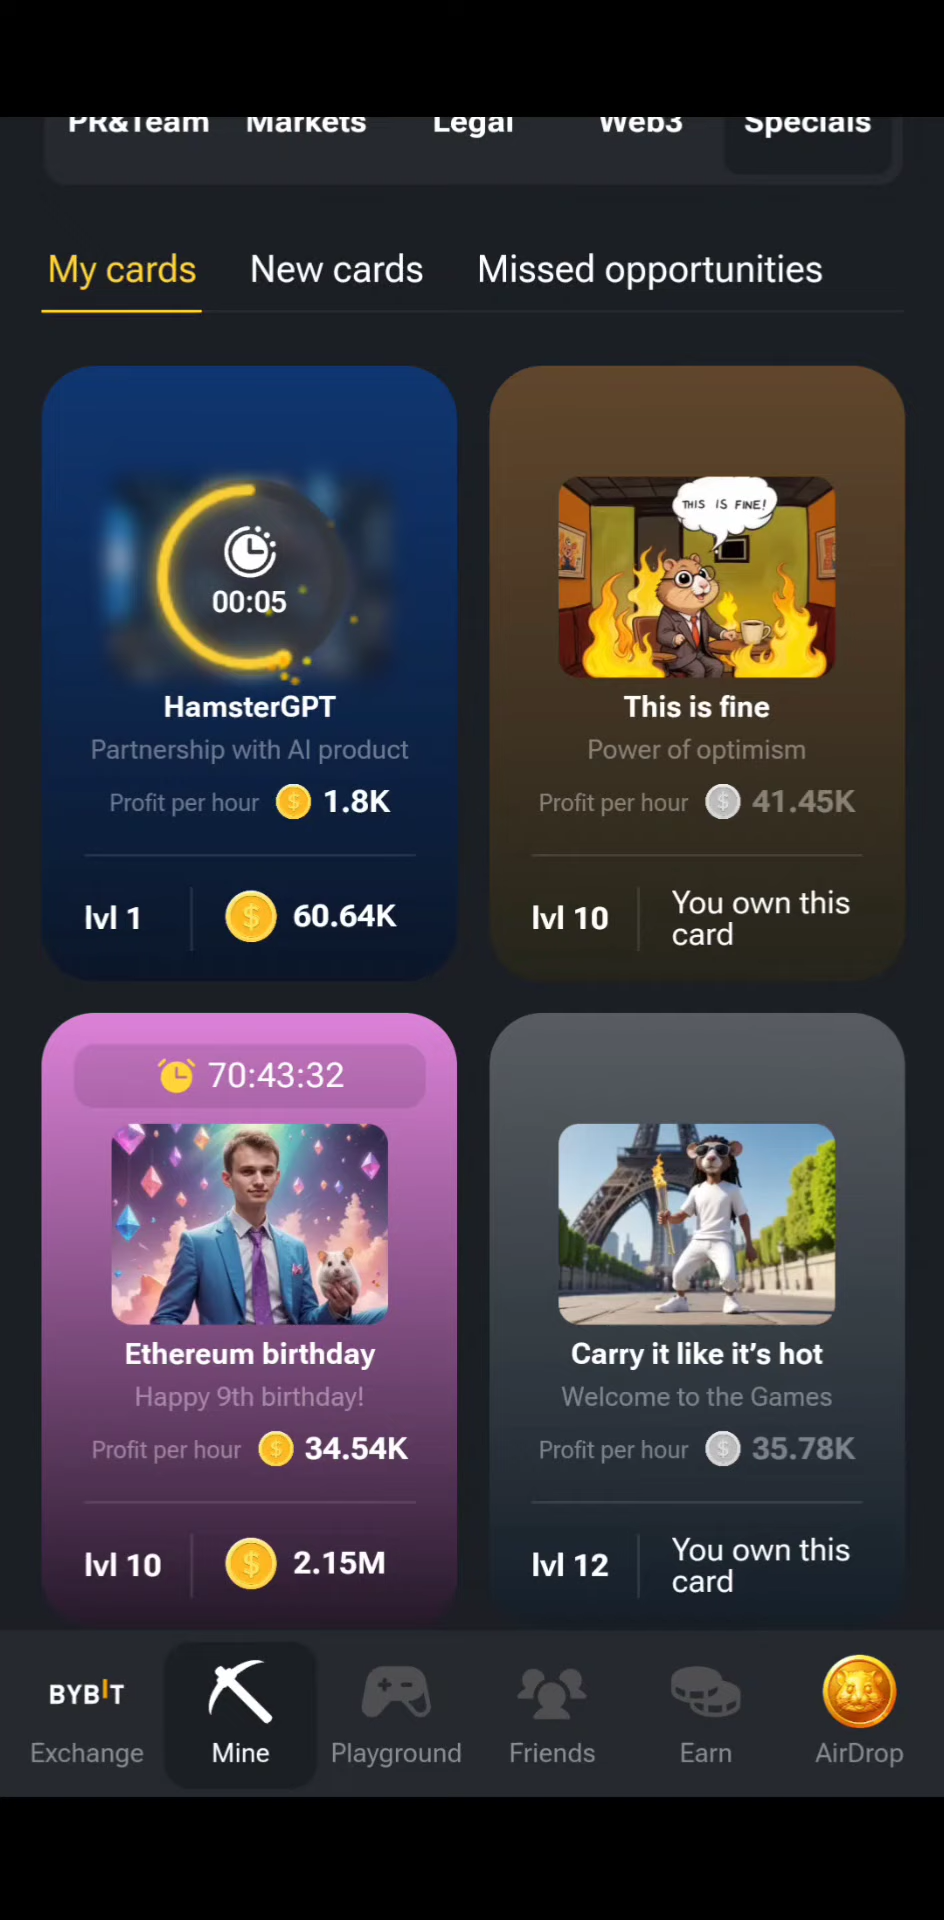 PR&Team Markets Legal Web3 Specials
My cards New cards Missed opportunities
00:05
HamsterGPT
Partnership with AI product
Profit per hour 1.8K
lvl 1 60.64K
THIS IS FINE!
This is fine
Power of optimism
Profit per hour 41.45K
lvl 10 You own this
card
70:43:32
Ethereum birthday
Happy 9th birthday!
Profit per hour 34.54K
lvl 10 2.15M
Carry it like it’s hot
Welcome to the Games
Profit per hour 35.78K
lvl 12 You own this
card
BYBIT
Exchange Mine Playground Friends Earn AirDrop